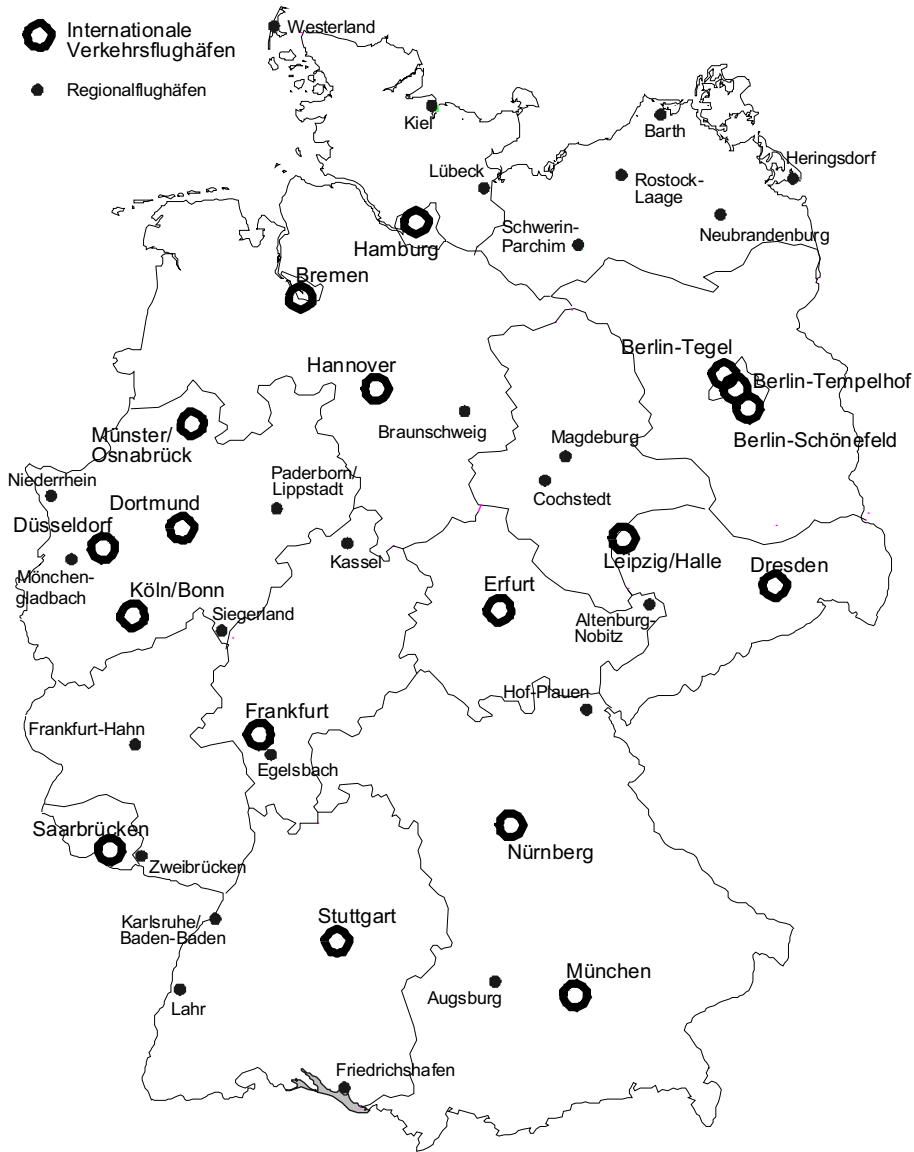 Internationale
Verkehrsflughäfen
Regionalflughäfen
Westerland
Kiel
Barth
Heringsdorf
Lübeck
Rostock-
Laage
Neubrandenburg
Schwerin-
Parchim
Hamburg
Bremen
Hannover
Berlin-Tegel
Berlin-Tempelhof
Berlin-Schönefeld
Braunschweig
Münster/
Osnabrück
Magdeburg
Cochstedt
Paderborn/
Lippstadt
Niederrhein
Dortmund
Düsseldorf
Mönchen-
gladbach
Kassel
Leipzig/Halle
Dresden
Köln/Bonn
Erfurt
Siegerland
Altenburg-
Nobitz
Hof-Plauen
Frankfurt
Frankfurt-Hahn
Egelsbach
Saarbrücken
Zweibrücken
Nürnberg
Karlsruhe/
Baden-Baden
Stuttgart
München
Augsburg
Lahr
Friedrichshafen